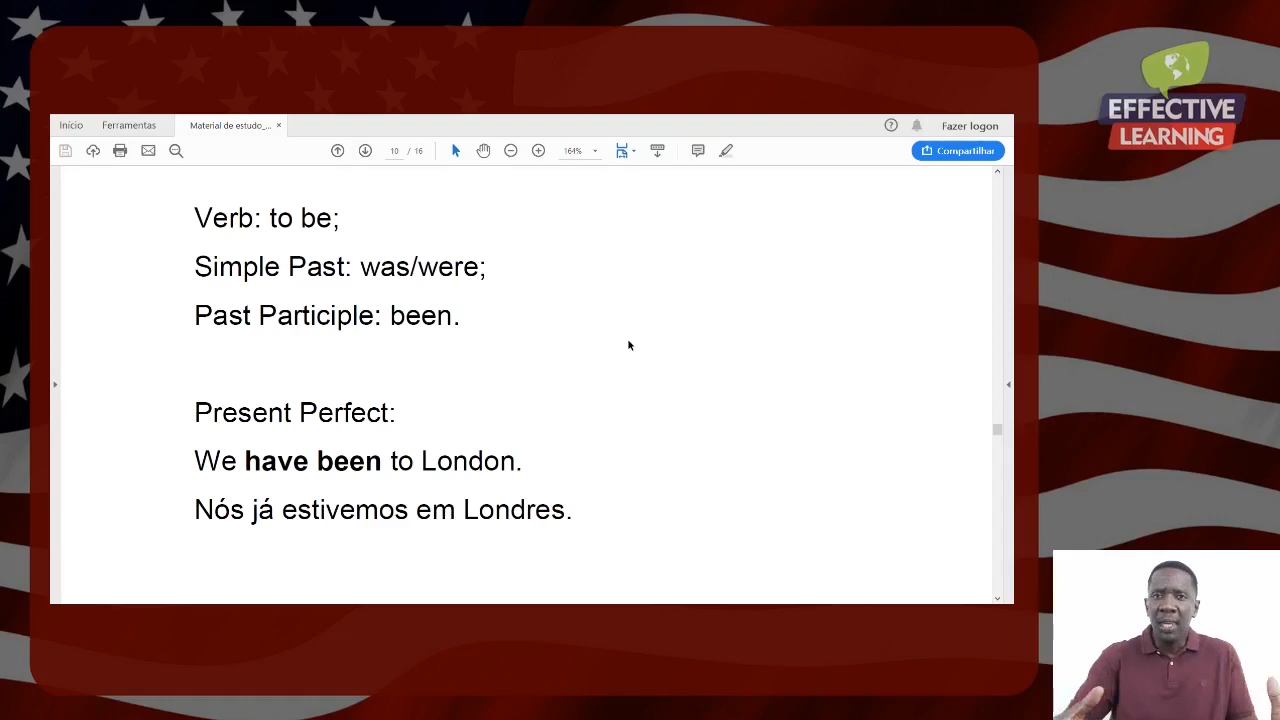 EFFECTIVE
LEARNING
Início Ferramentas Material de estudo_... × Fazer logon
10 / 16 164% Compartilhar
Verb: to be;
Simple Past: was/were;
Past Participle: been.
Present Perfect:
We have been to London.
Nós já estivemos em Londres.